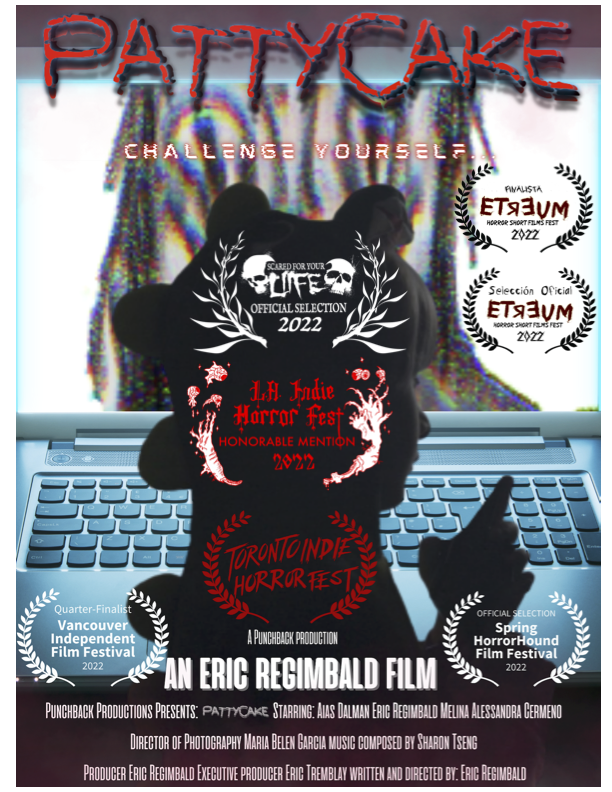 PATTYCAKE
CHALLENGE YOURSELF...
FINALISTA
ETRƎUM
HORROR SHORT FILMS FEST
2022
SCARED FOR YOUR
LIFE
OFFICIAL SELECTION
2022
Selección Oficial
ETRƎUM
HORROR SHORT FILMS FEST
2022
L.A. Indie
Horror Fest
HONORABLE MENTION
2022
TORONTO INDIE
HORROR FEST
Quarter-Finalist
Vancouver
Independent
Film Festival
2022
OFFICIAL SELECTION
Spring
HorrorHound
Film Festival
2022
A Punchback production
AN ERIC REGIMBALD FILM
Punchback Productions Presents: PATTYCAKE Starring: Aias Dalman Eric Regimbald Melina Alessandra Cermeno
Director of Photography Maria Belen Garcia music composed by Sharon Tseng
Producer Eric Regimbald Executive producer Eric Tremblay written and directed by: Eric Regimbald